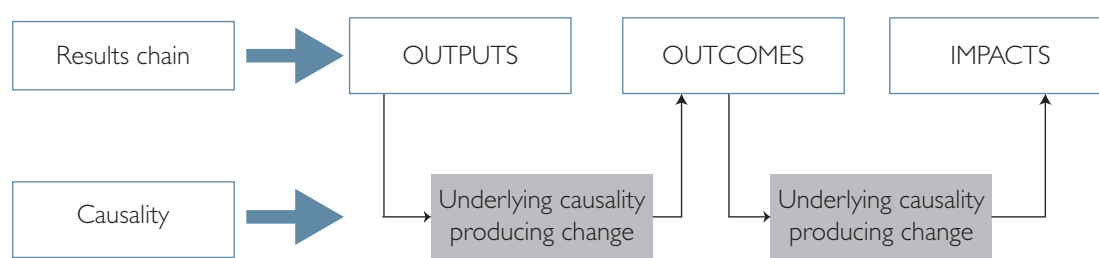 Results chain
OUTPUTS
OUTCOMES
IMPACTS
Causality
Underlying causality
producing change
Underlying causality
producing change